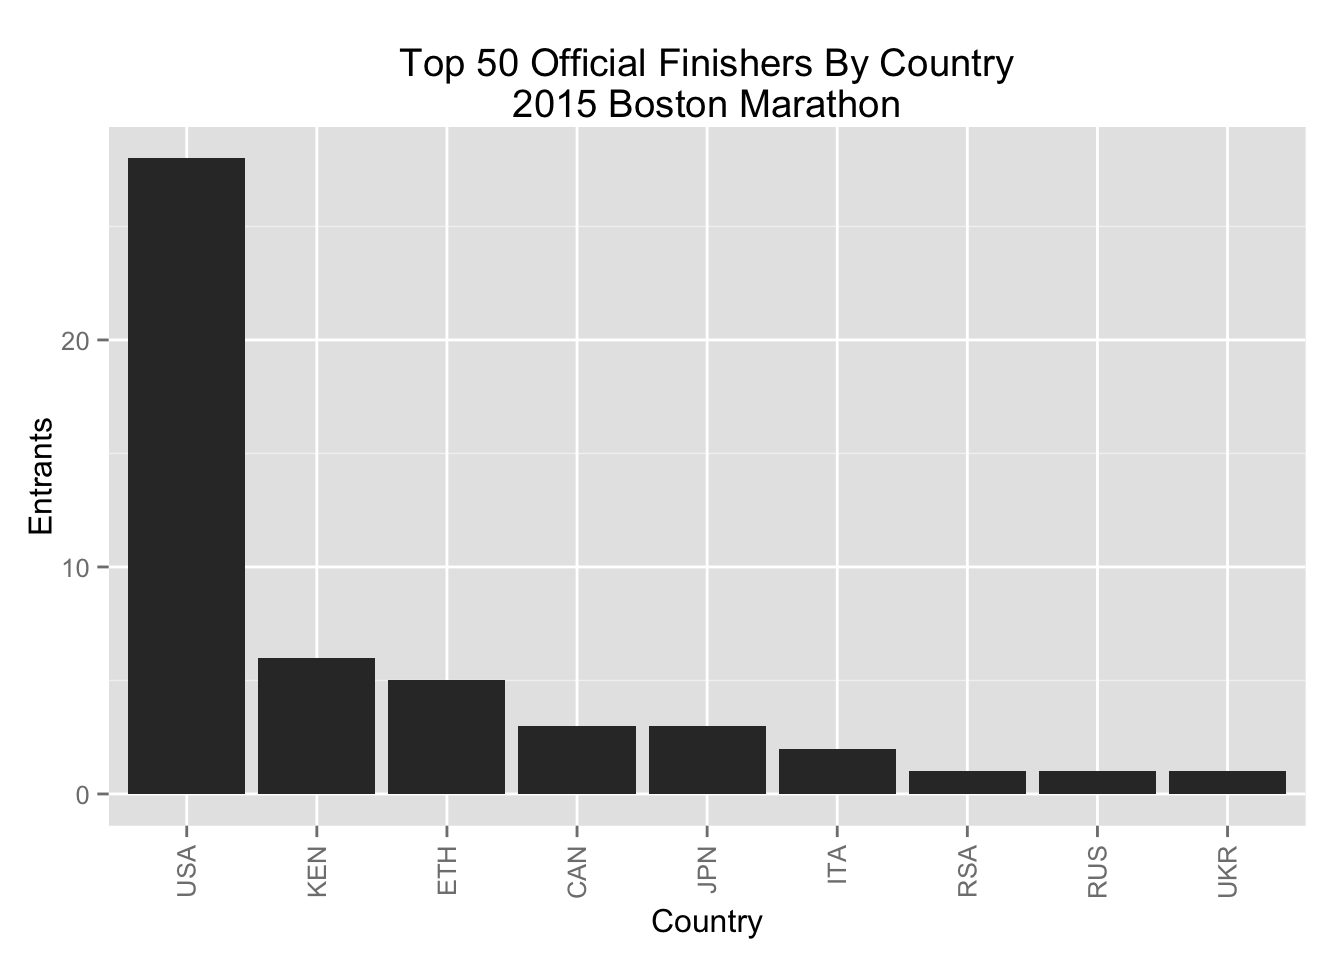 Top 50 Official Finishers By Country
2015 Boston Marathon
Entrants
20
10
0
USA
KEN
ETH
CAN
JPN
ITA
RSA
RUS
UKR
Country